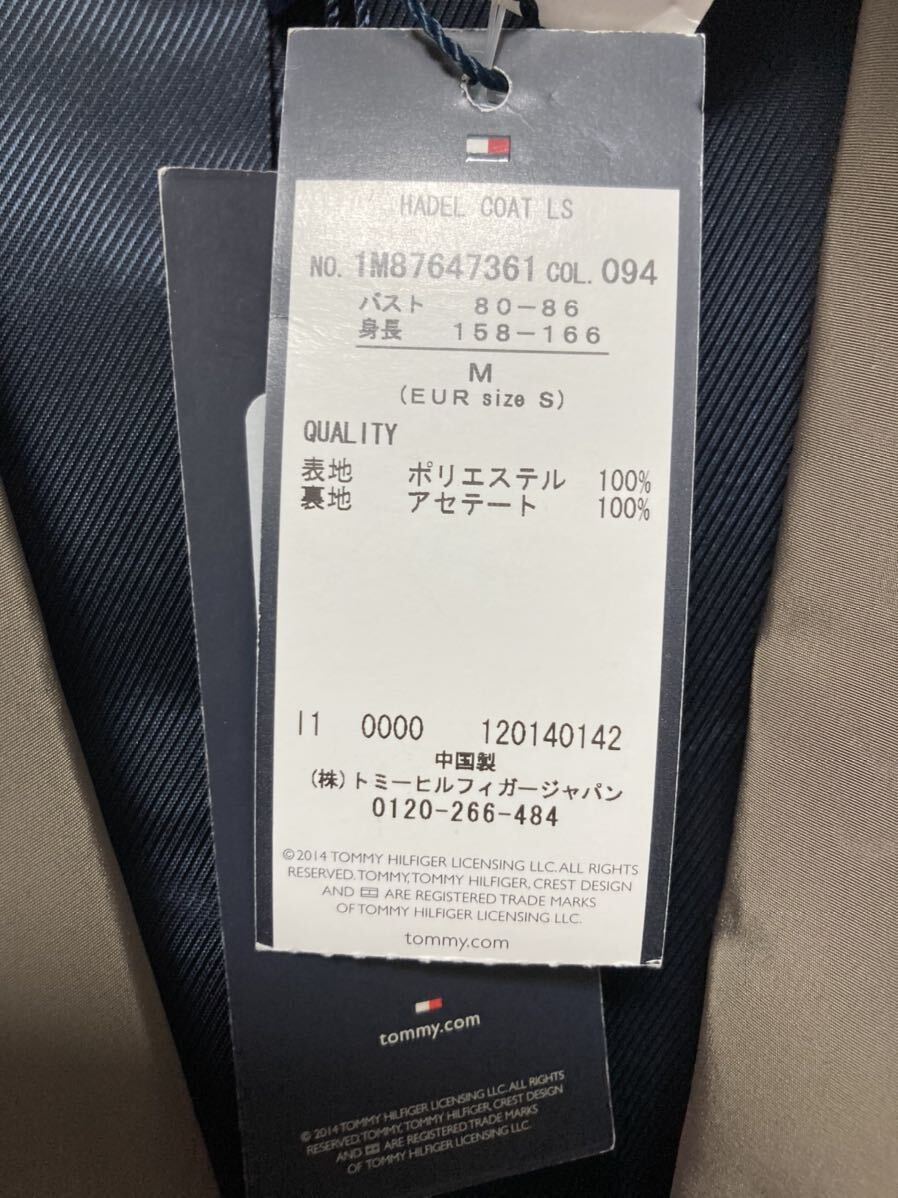 HADEL COAT LS
NO. 1M87647361 COL. 094
バスト 80-86
身長 158-166
M
(EUR size S)
QUALITY
表地 ポリエステル 100%
裏地 アセテート 100%
I1 0000 120140142
中国製
(株)トミーヒルフィガージャパン
0120-266-484
©2014 TOMMY HILFIGER LICENSING LLC. ALL RIGHTS
RESERVED. TOMMY, TOMMY HILFIGER, CREST DESIGN
AND ARE REGISTERED TRADE MARKS
OF TOMMY HILFIGER LICENSING LLC.
tommy.com
tommy.com
©2014 TOMMY HILFIGER LICENSING LLC. ALL RIGHTS
RESERVED. TOMMY, TOMMY HILFIGER, CREST DESIGN
AND ARE REGISTERED TRADE MARKS
OF TOMMY HILFIGER LICENSING LLC.